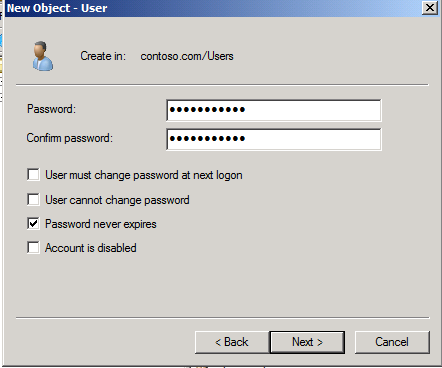 New Object - User
Create in: contoso.com/Users
Password: ●●●●●●●●●●●
Confirm password: ●●●●●●●●●●●
User must change password at next logon
User cannot change password
Password never expires
Account is disabled
< Back Next > Cancel